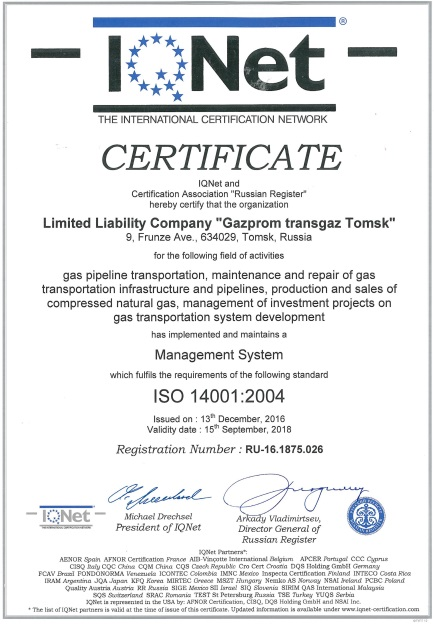 IQNet ®
THE INTERNATIONAL CERTIFICATION NETWORK
CERTIFICATE
IQNet and
Certification Association "Russian Register"
hereby certify that the organization
Limited Liability Company "Gazprom transgaz Tomsk"
9, Frunze Ave., 634029, Tomsk, Russia
for the following field of activities
gas pipeline transportation, maintenance and repair of gas
transportation infrastructure and pipelines, production and sales of
compressed natural gas, management of investment projects on
gas transportation system development
has implemented and maintains a
Management System
which fulfils the requirements of the following standard
ISO 14001:2004
Issued on : 13th December, 2016
Validity date : 15th September, 2018
Registration Number : RU-16.1875.026
IQNet
Michael Drechsel
President of IQNet
Arkady Vladimirtsev,
Director General of
Russian Register
IQNet Partners*:
AENOR Spain AFNOR Certification France AIB-Vincotte International Belgium APCER Portugal CCC Cyprus
CISQ Italy CQC China CQM China CQS Czech Republic Cro Cert Croatia DQS Holding GmbH Germany
FCAV Brazil FONDONORMA Venezuela ICONTEC Colombia IMNC Mexico Inspecta Certification Finland INTECO Costa Rica
IRAM Argentina JQA Japan KFQ Korea MIRTEC Greece MSZT Hungary Nemko AS Norway NSAI Ireland PCBC Poland
Quality Austria Austria RR Russia SIGE Mexico SII Israel SIQ Slovenia SIRIM QAS International Malaysia
SQS Switzerland SRAC Romania TEST St Petersburg Russia TSE Turkey YUQS Serbia
IQNet is represented in the USA by: AFNOR Certification, CISQ, DQS Holding GmbH and NSAI Inc.
* The list of IQNet partners is valid at the time of issue of this certificate. Updated information is available under www.iqnet-certification.com